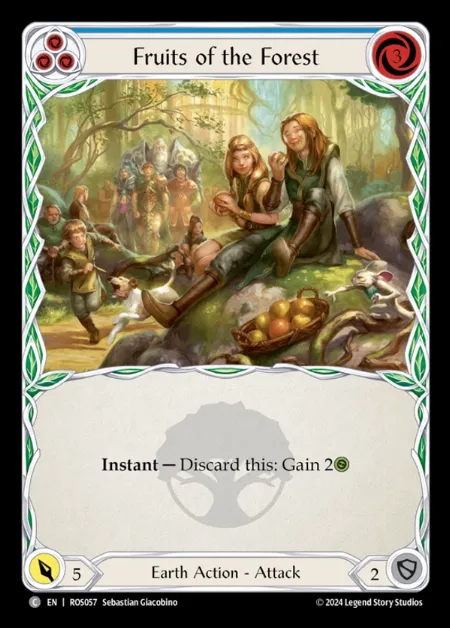 Fruits of the Forest
3
Instant — Discard this: Gain 2
5
Earth Action - Attack
2
C EN | ROS057 Sebastian Giacobino
© 2024 Legend Story Studios